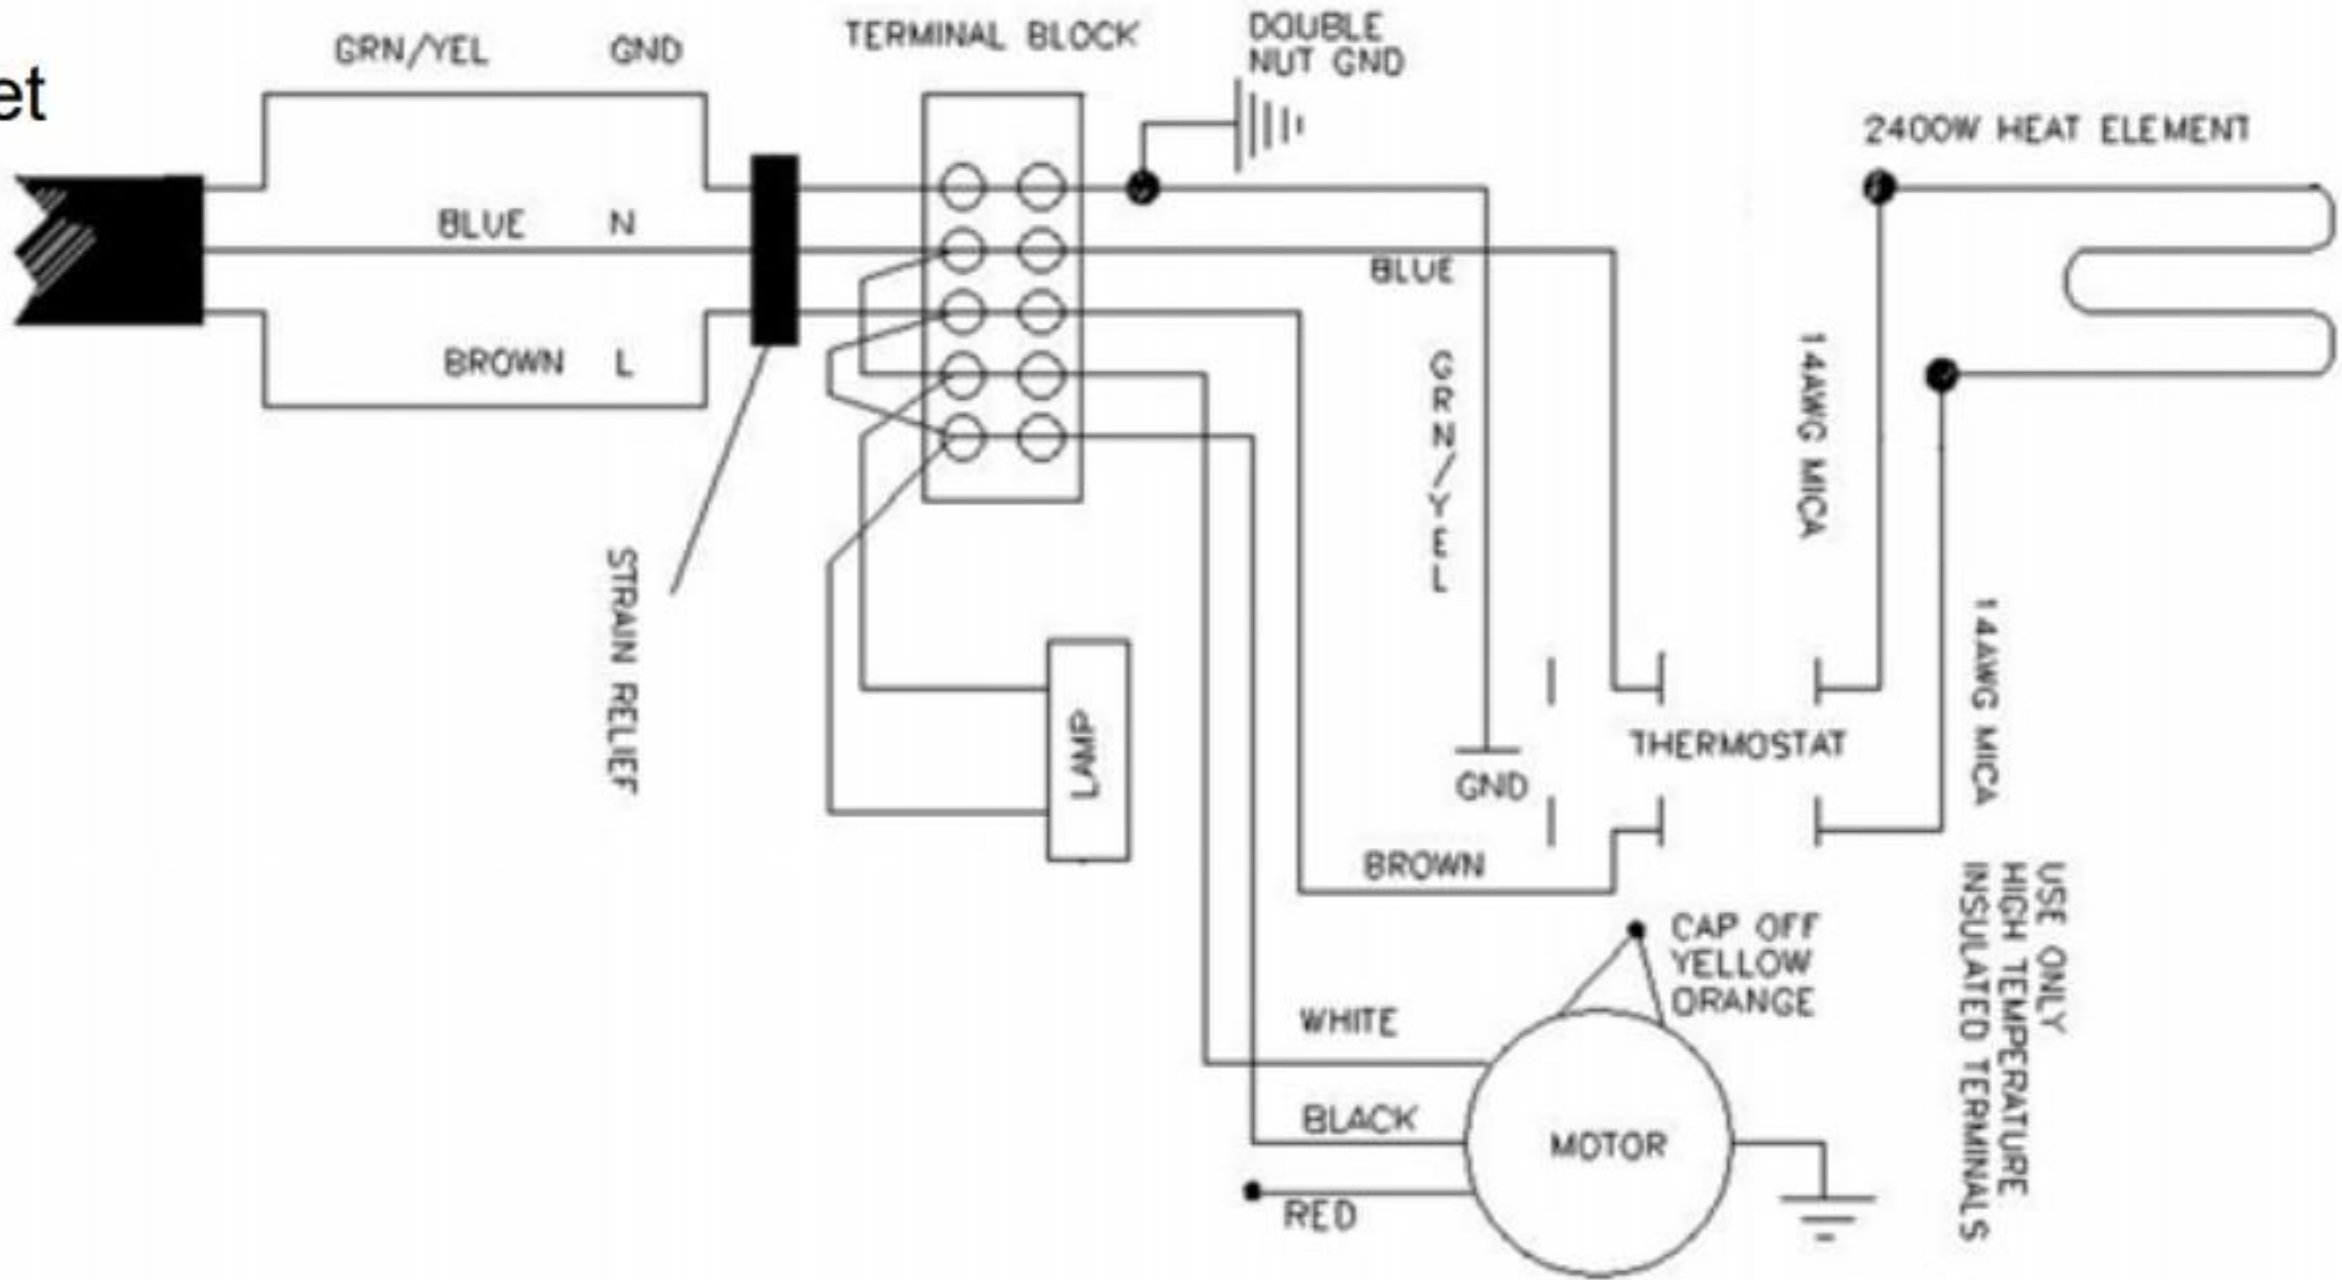 et
GRN/YEL GND
TERMINAL BLOCK
DOUBLE
NUT GND
2400W HEAT ELEMENT
BLUE N
BLUE
BROWN L
GRN/YEL
14AWG MICA
14AWG MICA
STRAIN RELIEF
LAMP
THERMOSTAT
GND
BROWN
USE ONLY
HIGH TEMPERATURE
INSULATED TERMINALS
CAP OFF
YELLOW
ORANGE
WHITE
BLACK
MOTOR
RED